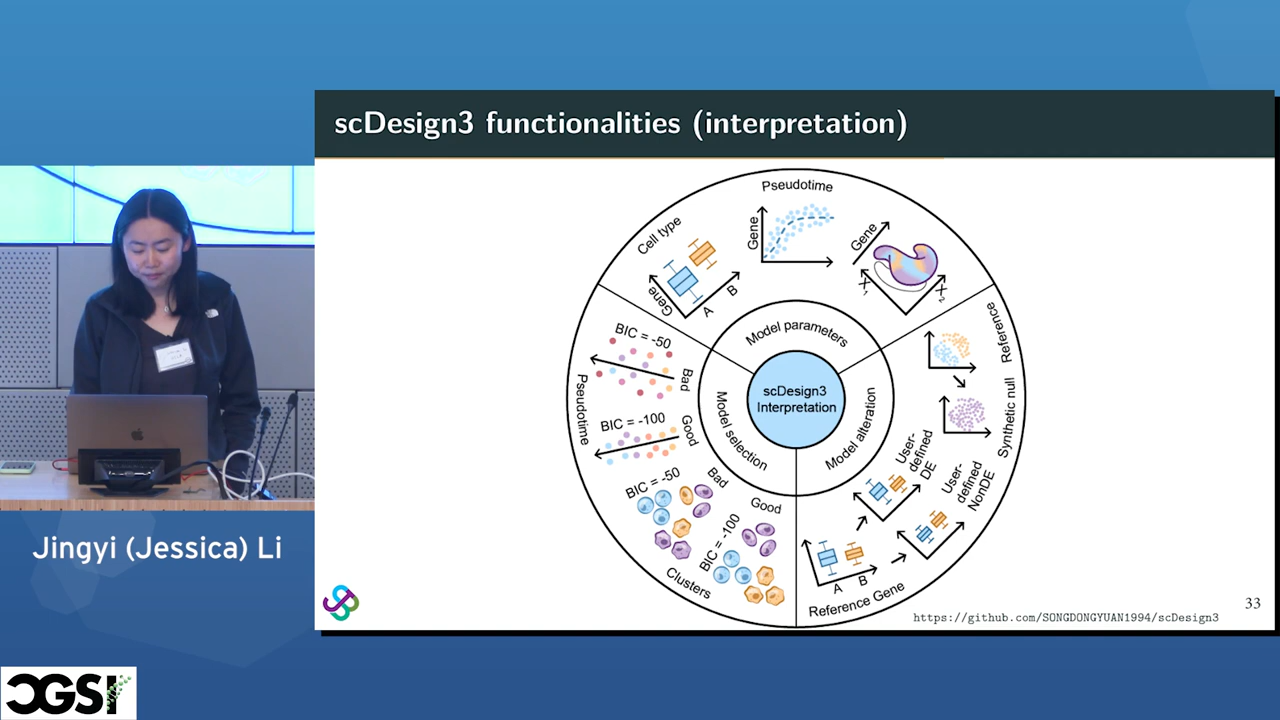 scDesign3 functionalities (interpretation)
Pseudotime
Gene
Cell type
Gene
A
B
Gene
X1
X2
Model parameters
scDesign3
Interpretation
Model selection
Model alteration
BIC = -50
Bad
BIC = -100
Good
Pseudotime
BIC = -50
Bad
BIC = -100
Good
Clusters
Reference
Synthetic null
User-
defined
DE
User-
defined
NonDE
A
B
Reference Gene
https://github.com/SONGDONGYUAN1994/scDesign3
33
Jingyi (Jessica) Li
CGSI